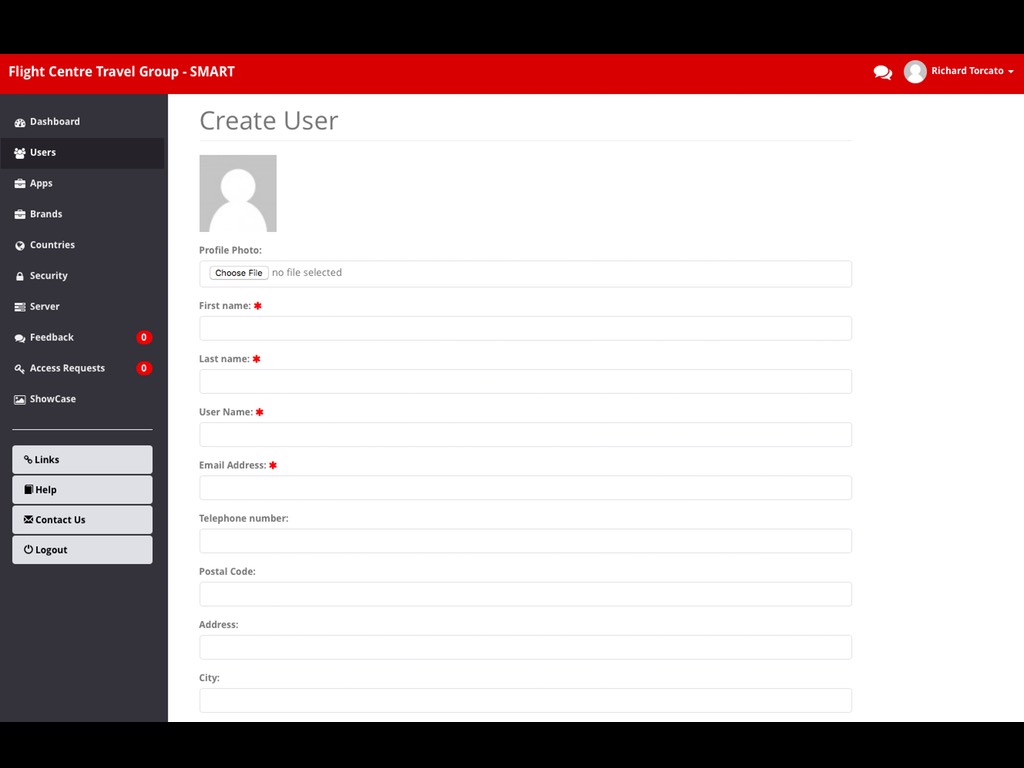 Flight Centre Travel Group - SMART
Richard Torcato
Dashboard
Users
Apps
Brands
Countries
Security
Server
Feedback 0
Access Requests 0
ShowCase
Links
Help
Contact Us
Logout
Create User
Profile Photo:
Choose File no file selected
First name: ✱
Last name: ✱
User Name: ✱
Email Address: ✱
Telephone number:
Postal Code:
Address:
City: